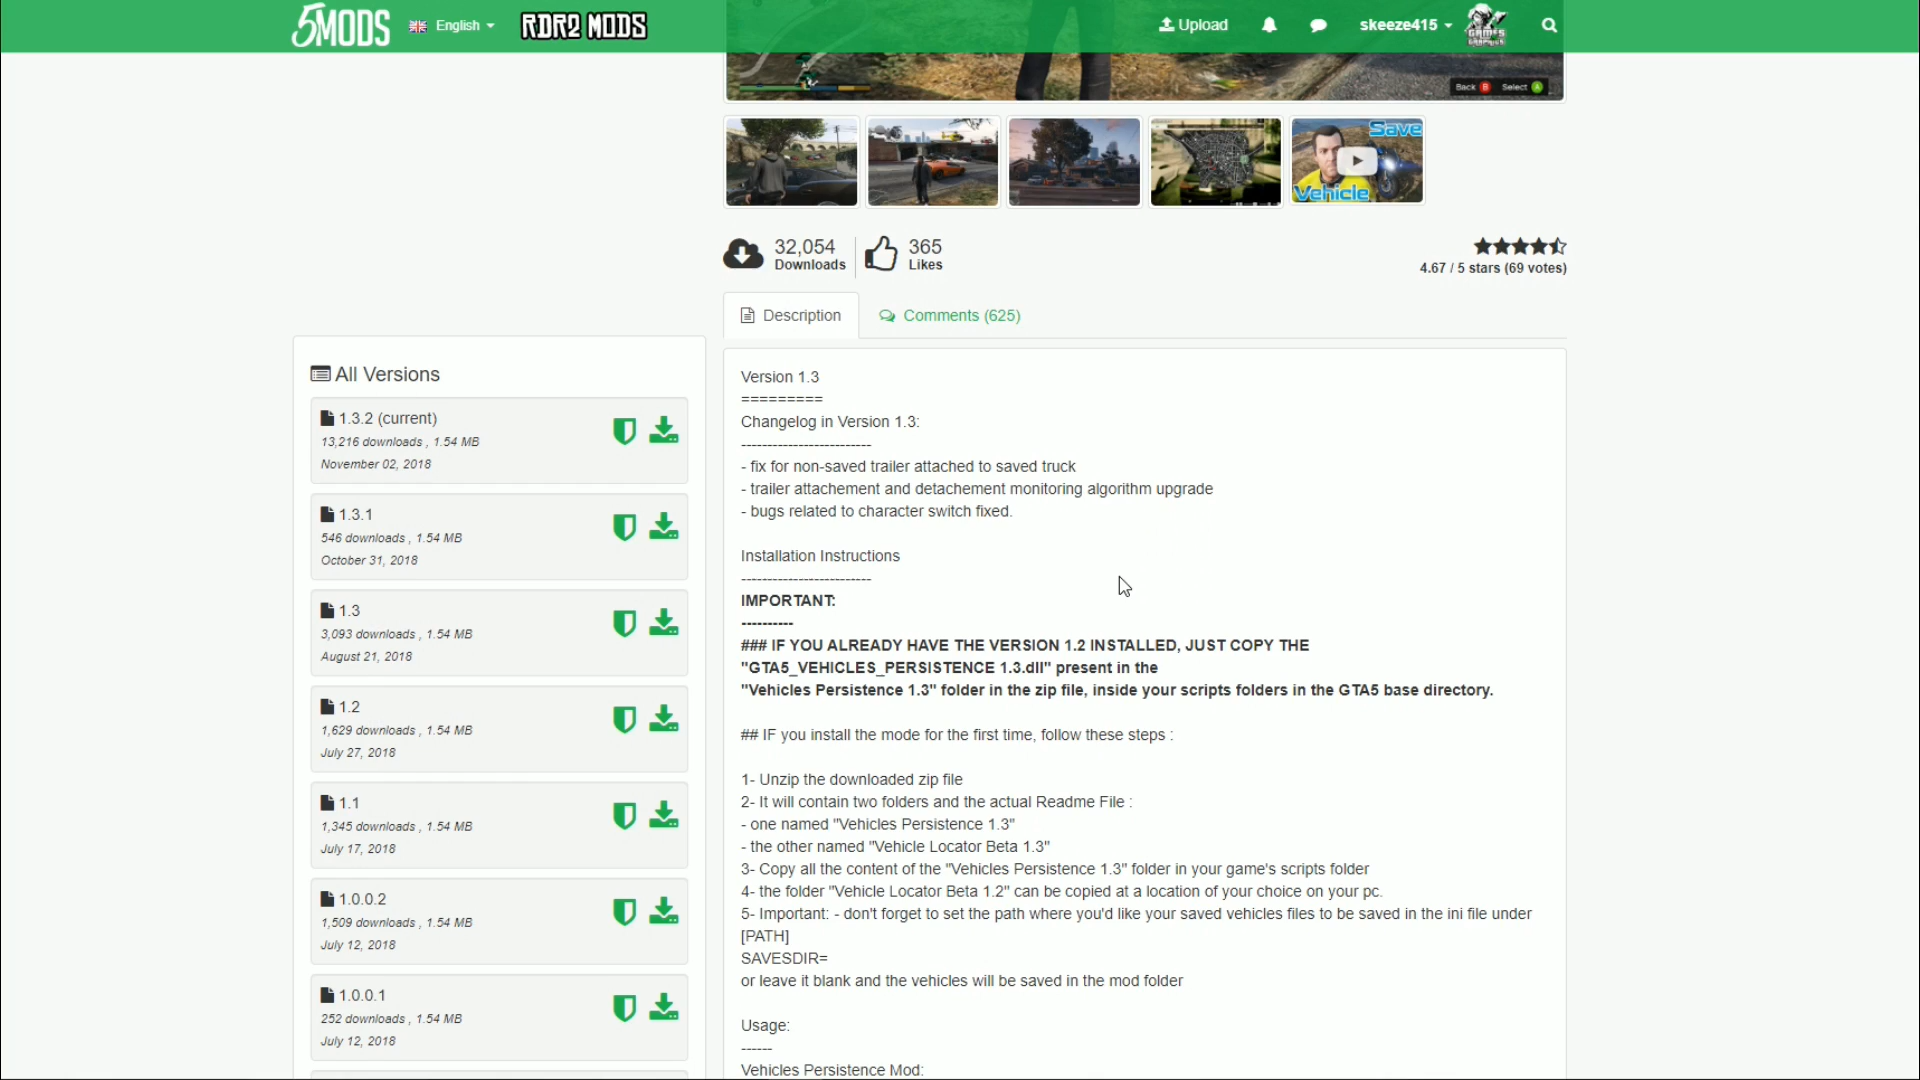 5MODS
English
RDR2 MODS
Upload
skeeze415
GAMES
Back B Select A
Save
Vehicle
32,054
Downloads
365
Likes
4.67 / 5 stars (69 votes)
Description
Comments (625)
All Versions
1.3.2 (current)
13,216 downloads , 1.54 MB
November 02, 2018
1.3.1
546 downloads , 1.54 MB
October 31, 2018
1.3
3,093 downloads , 1.54 MB
August 21, 2018
1.2
1,629 downloads , 1.54 MB
July 27, 2018
1.1
1,345 downloads , 1.54 MB
July 17, 2018
1.0.0.2
1,509 downloads , 1.54 MB
July 12, 2018
1.0.0.1
252 downloads , 1.54 MB
July 12, 2018
Version 1.3
=========
Changelog in Version 1.3:
-------------------------
- fix for non-saved trailer attached to saved truck
- trailer attachement and detachement monitoring algorithm upgrade
- bugs related to character switch fixed.
Installation Instructions
-------------------------
IMPORTANT:
----------
### IF YOU ALREADY HAVE THE VERSION 1.2 INSTALLED, JUST COPY THE
"GTA5_VEHICLES_PERSISTENCE 1.3.dll" present in the
"Vehicles Persistence 1.3" folder in the zip file, inside your scripts folders in the GTA5 base directory.
## IF you install the mode for the first time, follow these steps :
1- Unzip the downloaded zip file
2- It will contain two folders and the actual Readme File :
- one named "Vehicles Persistence 1.3"
- the other named "Vehicle Locator Beta 1.3"
3- Copy all the content of the "Vehicles Persistence 1.3" folder in your game's scripts folder
4- the folder "Vehicle Locator Beta 1.2" can be copied at a location of your choice on your pc.
5- Important: - don't forget to set the path where you'd like your saved vehicles files to be saved in the ini file under
[PATH]
SAVESDIR=
or leave it blank and the vehicles will be saved in the mod folder
Usage:
------
Vehicles Persistence Mod: